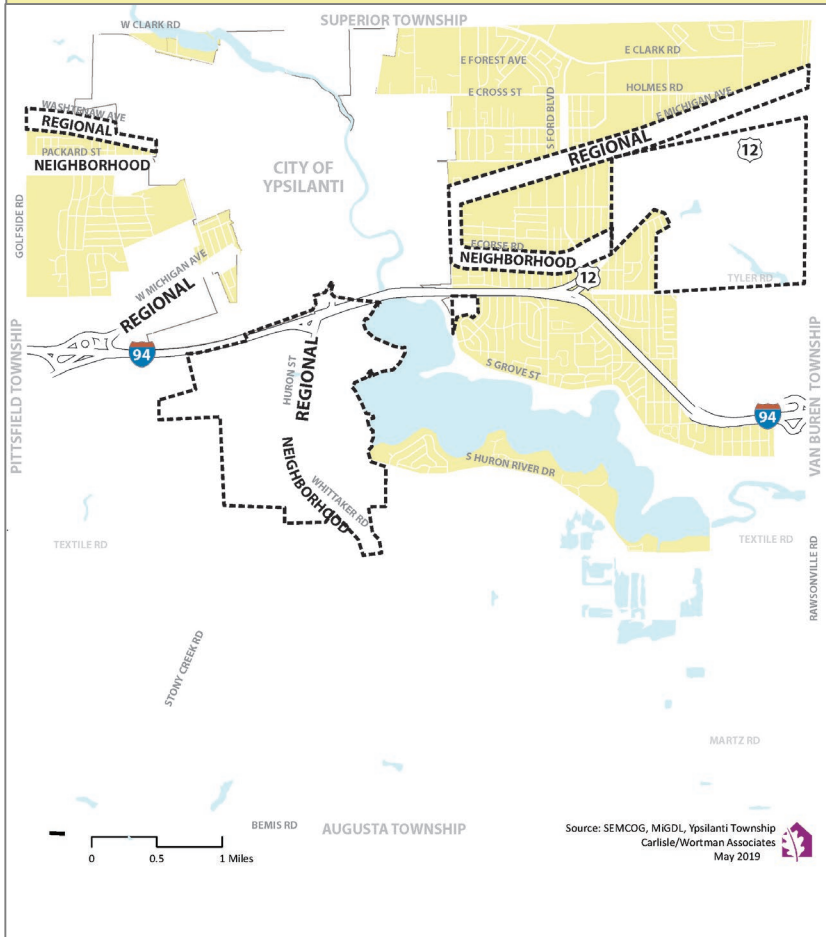 SUPERIOR TOWNSHIP
W CLARK RD
E CLARK RD
E FOREST AVE
HOLMES RD
E CROSS ST
S FORD BLVD
E MICHIGAN AVE
WASHTENAW AVE
REGIONAL
PACKARD ST
NEIGHBORHOOD
CITY OF
YPSILANTI
REGIONAL
12
GOLFSIDE RD
ECORSE RD
NEIGHBORHOOD
12
TYLER RD
W MICHIGAN AVE
REGIONAL
94
PITTSFIELD TOWNSHIP
HURON ST
REGIONAL
S GROVE ST
94
VAN BUREN TOWNSHIP
NEIGHBORHOOD
WHITTAKER RD
S HURON RIVER DR
TEXTILE RD
TEXTILE RD
RAWSONVILLE RD
STONY CREEK RD
MARTZ RD
BEMIS RD
AUGUSTA TOWNSHIP
0 0.5 1 Miles
Source: SEMCOG, MiGDL, Ypsilanti Township
Carlisle/Wortman Associates
May 2019